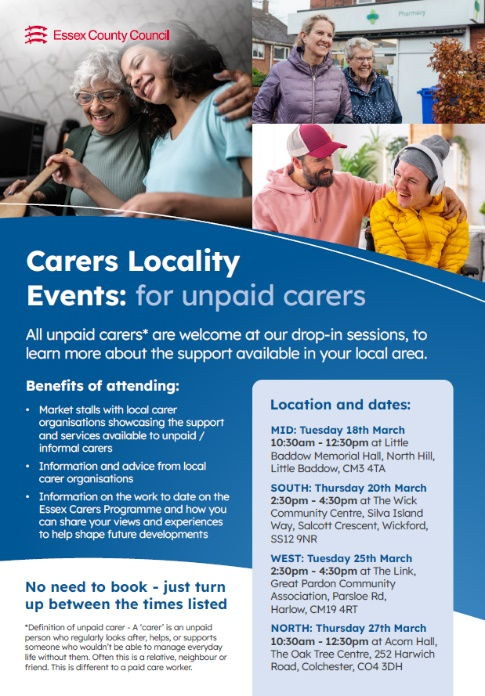 Essex County Council
Pharmacy
Carers Locality
Events: for unpaid carers
All unpaid carers* are welcome at our drop-in sessions, to
learn more about the support available in your local area.
Benefits of attending:
• Market stalls with local carer
organisations showcasing the support
and services available to unpaid /
informal carers
• Information and advice from local
carer organisations
• Information on the work to date on the
Essex Carers Programme and how you
can share your views and experiences
to help shape future developments
No need to book - just turn
up between the times listed
*Definition of unpaid carer - A 'carer' is an unpaid
person who regularly looks after, helps, or supports
someone who wouldn't be able to manage everyday
life without them. Often this is a relative, neighbour or
friend. This is different to a paid care worker.
Location and dates:
MID: Tuesday 18th March
10:30am - 12:30pm at Little
Baddow Memorial Hall, North Hill,
Little Baddow, CM3 4TA
SOUTH: Thursday 20th March
2:30pm - 4:30pm at The Wick
Community Centre, Silva Island
Way, Salcott Crescent, Wickford,
SS12 9NR
WEST: Tuesday 25th March
2:30pm - 4:30pm at The Link,
Great Pardon Community
Association, Parsloe Rd,
Harlow, CM19 4RT
NORTH: Thursday 27th March
10:30am - 12:30pm at Acorn Hall,
The Oak Tree Centre, 252 Harwich
Road, Colchester, CO4 3DH